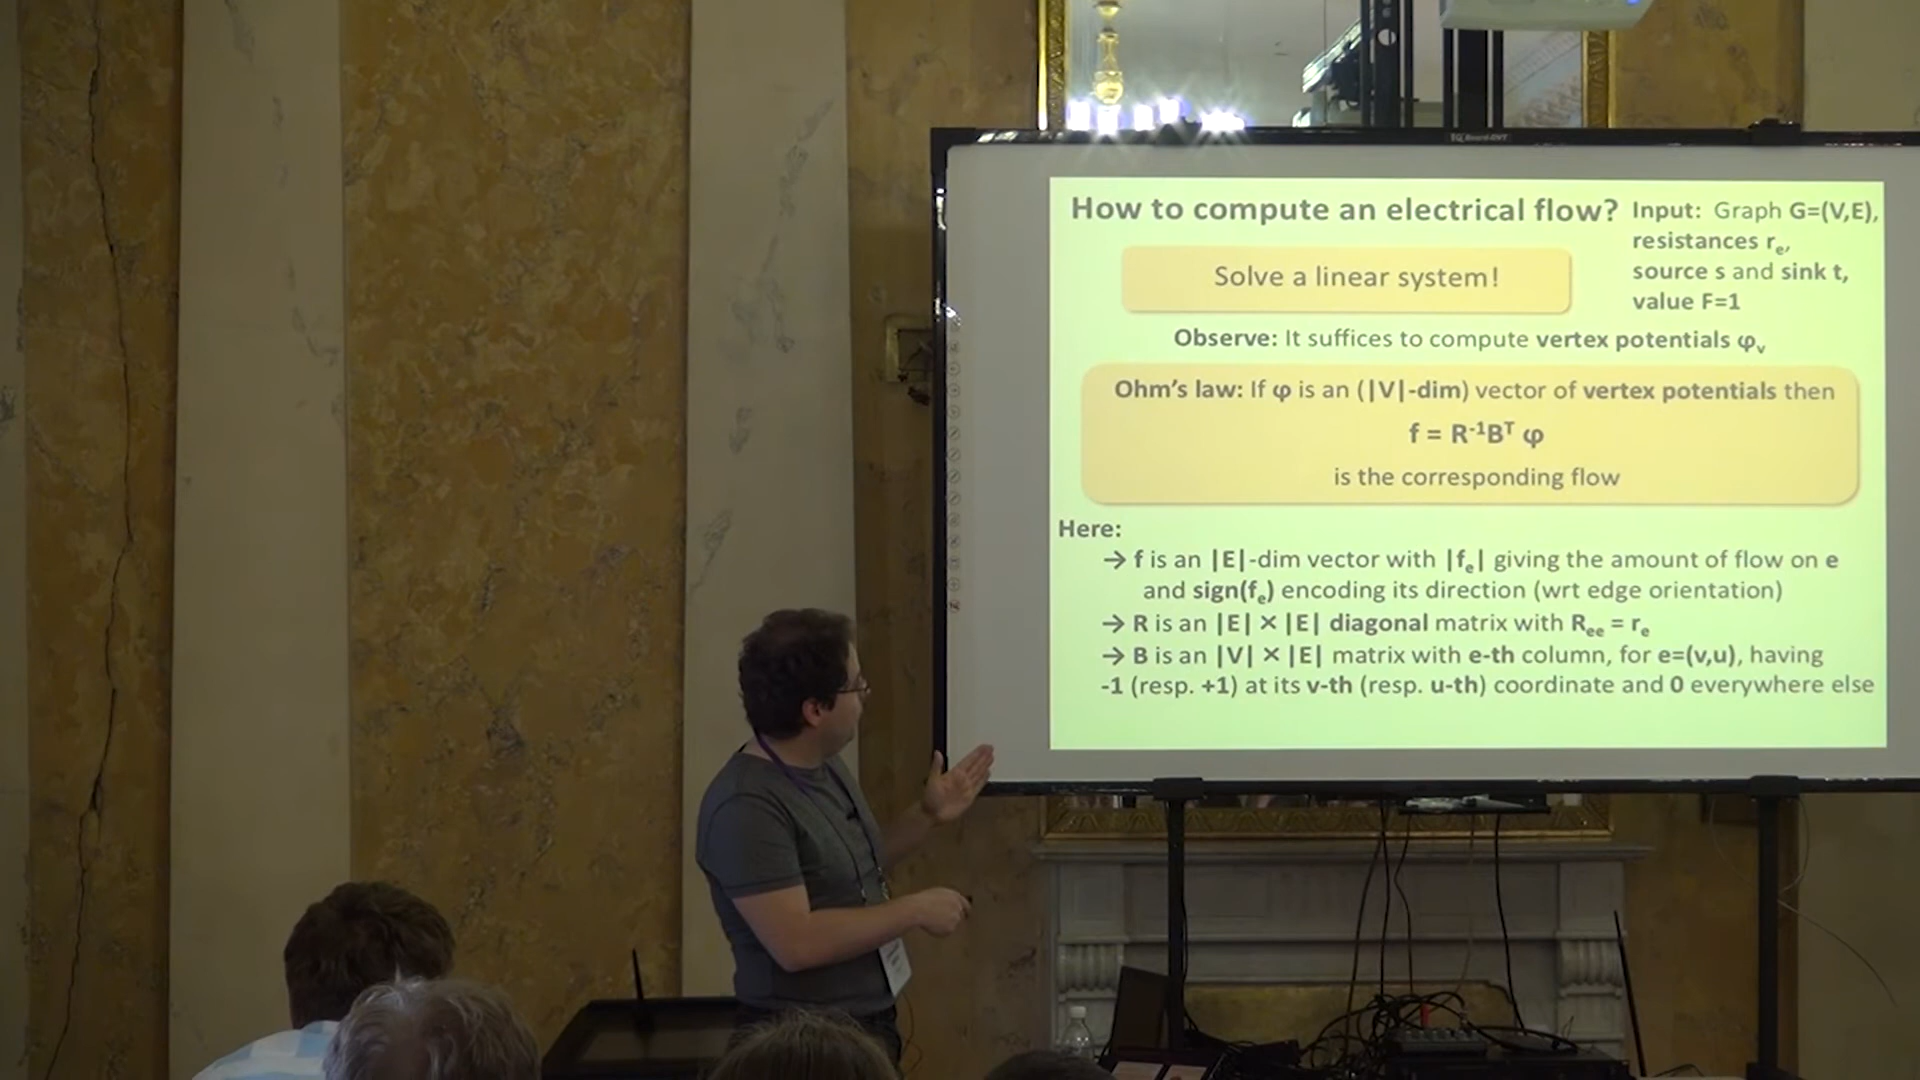 How to compute an electrical flow?
Input: Graph G=(V,E),
resistances rₑ,
source s and sink t,
value F=1
Solve a linear system!
Observe: It suffices to compute vertex potentials φᵥ
Ohm's law: If φ is an (|V|-dim) vector of vertex potentials then
f = R⁻¹Bᵀ φ
is the corresponding flow
Here:
→ f is an |E|-dim vector with |fₑ| giving the amount of flow on e
and sign(fₑ) encoding its direction (wrt edge orientation)
→ R is an |E| × |E| diagonal matrix with Rₑₑ = rₑ
→ B is an |V| × |E| matrix with e-th column, for e=(v,u), having
-1 (resp. +1) at its v-th (resp. u-th) coordinate and 0 everywhere else